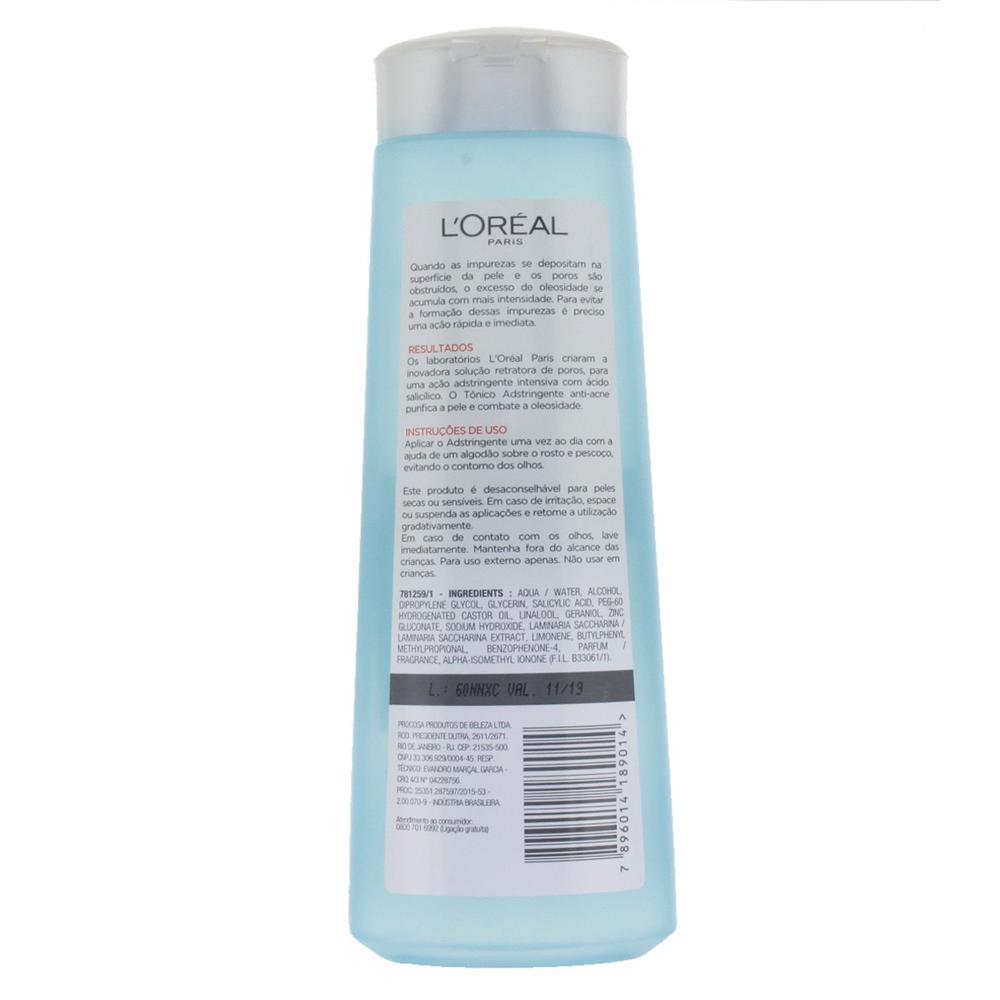 L'ORÉAL
PARIS
Quando as impurezas se depositam na
superfície da pele e os poros são
obstruídos, o excesso de oleosidade se
acumula com mais intensidade. Para evitar
a formação dessas impurezas é preciso
uma ação rápida e imediata.
RESULTADOS
Os laboratórios L'Oréal Paris criaram a
inovadora solução retratora de poros, para
uma ação adstringente intensiva com ácido
salicílico. O Tônico Adstringente anti-acne
purifica a pele e combate a oleosidade.
INSTRUÇÕES DE USO
Aplicar o Adstringente uma vez ao dia com a
ajuda de um algodão sobre o rosto e pescoço,
evitando o contorno dos olhos.
Este produto é desaconselhável para peles
secas ou sensíveis. Em caso de irritação, espace
ou suspenda as aplicações e retome a utilização
gradativamente.
Em caso de contato com os olhos, lave
imediatamente. Mantenha fora do alcance das
crianças. Para uso externo apenas. Não usar em
crianças.
781259/1 - INGREDIENTS : AQUA / WATER, ALCOHOL,
DIPROPYLENE GLYCOL, GLYCERIN, SALICYLIC ACID, PEG-60
HYDROGENATED CASTOR OIL, LINALOOL, GERANIOL, ZINC
GLUCONATE, SODIUM HYDROXIDE, LAMINARIA SACCHARINA /
LAMINARIA SACCHARINA EXTRACT, LIMONENE, BUTYLPHENYL
METHYLPROPIONAL, BENZOPHENONE-4, PARFUM /
FRAGRANCE, ALPHA-ISOMETHYL IONONE (F.I.L. B33061/1).
L.: 60NNXC VAL. 11/19
PROCOSA PRODUTOS DE BELEZA LTDA.
ROD. PRESIDENTE DUTRA, 2611/2671.
RIO DE JANEIRO - RJ. CEP: 21535-500.
CNPJ 33.306.929/0004-45. RESP.
TÉCNICO: EVANDRO MARÇAL GARCIA -
CRQ 4/3 N° 04228756.
PROC: 25351.287597/2015-53 -
2.00.070-9 - INDÚSTRIA BRASILEIRA.
Atendimento ao consumidor:
0800 701 6992 (Ligação gratuita)
7 896014 189014 >